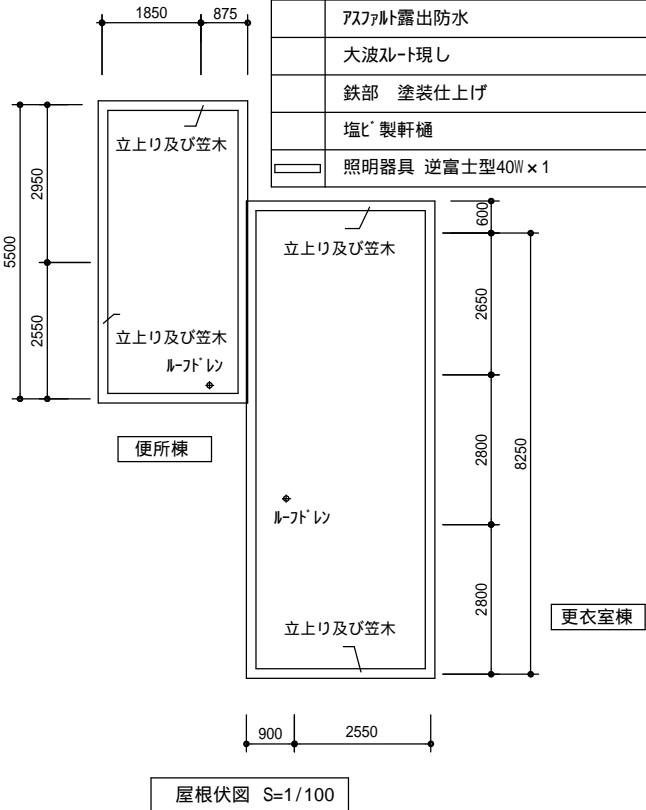 1850
875
ｱｽﾌｧﾙﾄ露出防水
大波ｽﾚｰﾄ現し
鉄部　塗装仕上げ
塩ﾋﾞ製軒樋
照明器具 逆富士型40W×1
立上り及び笠木
2950
5500
2550
立上り及び笠木
ﾙｰﾌﾄﾞﾚﾝ
便所棟
立上り及び笠木
600
2650
2800
8250
2800
ﾙｰﾌﾄﾞﾚﾝ
立上り及び笠木
更衣室棟
900
2550
屋根伏図 S=1/100